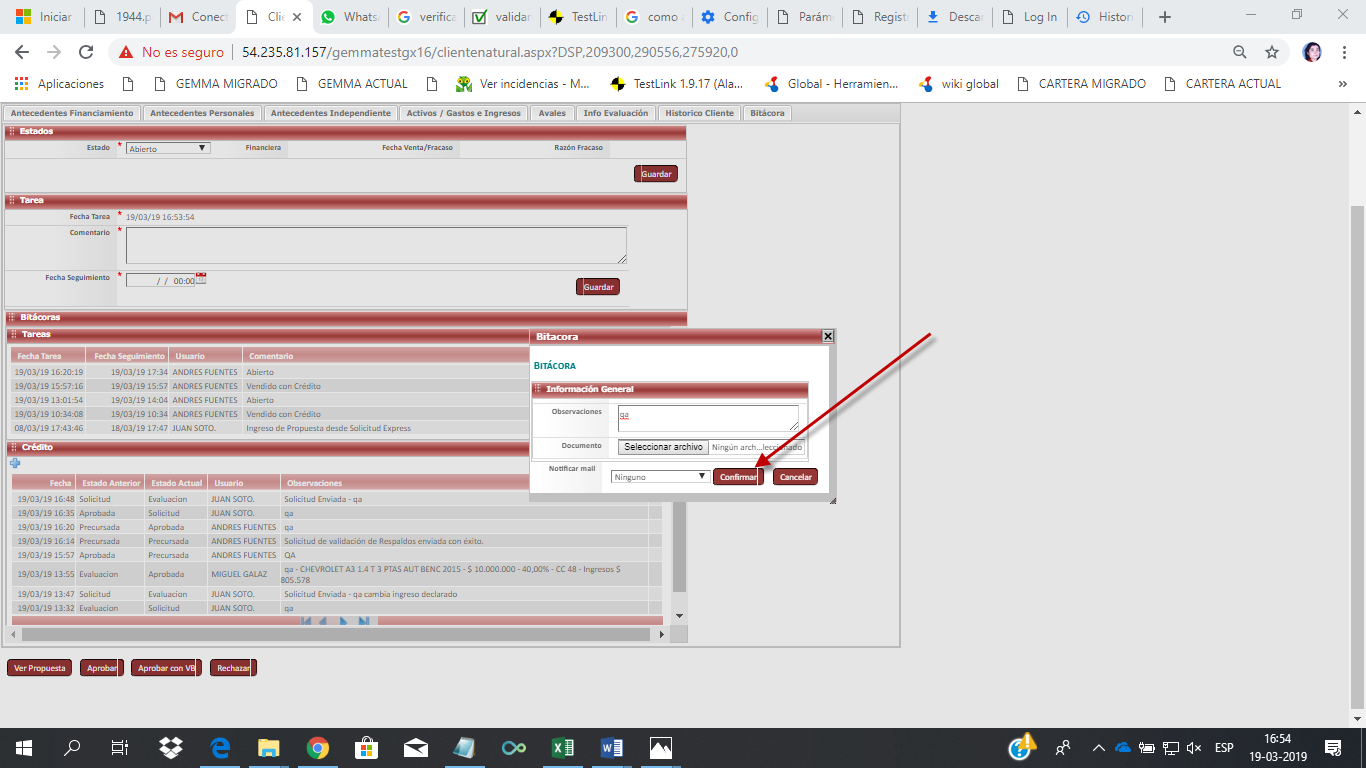 Iniciar
1944.p
Conect
Clie
WhatsA
verifica
validar
TestLin
como a
Config
Parám
Regist
Descar
Log In
Histori
No es seguro
54.235.81.157/gemmatestgx16/clientenatural.aspx?DSP,209300,290556,275920,0
Aplicaciones
GEMMA MIGRADO
GEMMA ACTUAL
Ver incidencias - M...
TestLink 1.9.17 (Ala...
Global - Herramien...
wiki global
CARTERA MIGRADO
CARTERA ACTUAL
»
Antecedentes Financiamiento
Antecedentes Personales
Antecedentes Independiente
Activos / Gastos e Ingresos
Avales
Info Evaluación
Historico Cliente
Bitácora
Estados
Estado * Abierto Financiera Fecha Venta/Fracaso Razón Fracaso
Guardar
Tarea
Fecha Tarea * 19/03/19 16:53:54
Comentario *
Fecha Seguimiento * / / 00:00
Guardar
Bitácoras
Tareas
Fecha Tarea Fecha Seguimiento Usuario Comentario
19/03/19 16:20:19 19/03/19 17:34 ANDRES FUENTES Abierto
19/03/19 15:57:16 19/03/19 15:57 ANDRES FUENTES Vendido con Crédito
19/03/19 13:01:54 19/03/19 14:04 ANDRES FUENTES Abierto
19/03/19 10:34:08 19/03/19 10:34 ANDRES FUENTES Vendido con Crédito
08/03/19 17:43:46 18/03/19 17:47 JUAN SOTO. Ingreso de Propuesta desde Solicitud Express
Crédito
Fecha Estado Anterior Estado Actual Usuario Observaciones
19/03/19 16:48 Solicitud Evaluacion JUAN SOTO. Solicitud Enviada - qa
19/03/19 16:35 Aprobada Solicitud JUAN SOTO. qa
19/03/19 16:20 Precursada Aprobada ANDRES FUENTES qa
19/03/19 16:14 Precursada Precursada ANDRES FUENTES Solicitud de validación de Respaldos enviada con éxito.
19/03/19 15:57 Aprobada Precursada ANDRES FUENTES QA
19/03/19 13:55 Evaluacion Aprobada MIGUEL GALAZ qa - CHEVROLET A3 1.4 T 3 PTAS AUT BENC 2015 - $ 10.000.000 - 40,00% - CC 48 - Ingresos $
805.578
19/03/19 13:47 Solicitud Evaluacion JUAN SOTO. Solicitud Enviada - qa cambia ingreso declarado
19/03/19 13:32 Evaluacion Solicitud JUAN SOTO. qa
Bitacora
BITÁCORA
Información General
Observaciones qa
Documento Seleccionar archivo Ningún arch...leccionado
Notificar mail Ninguno Confirmar Cancelar
Ver Propuesta
Aprobar
Aprobar con VB
Rechazar
ESP
16:54
19-03-2019